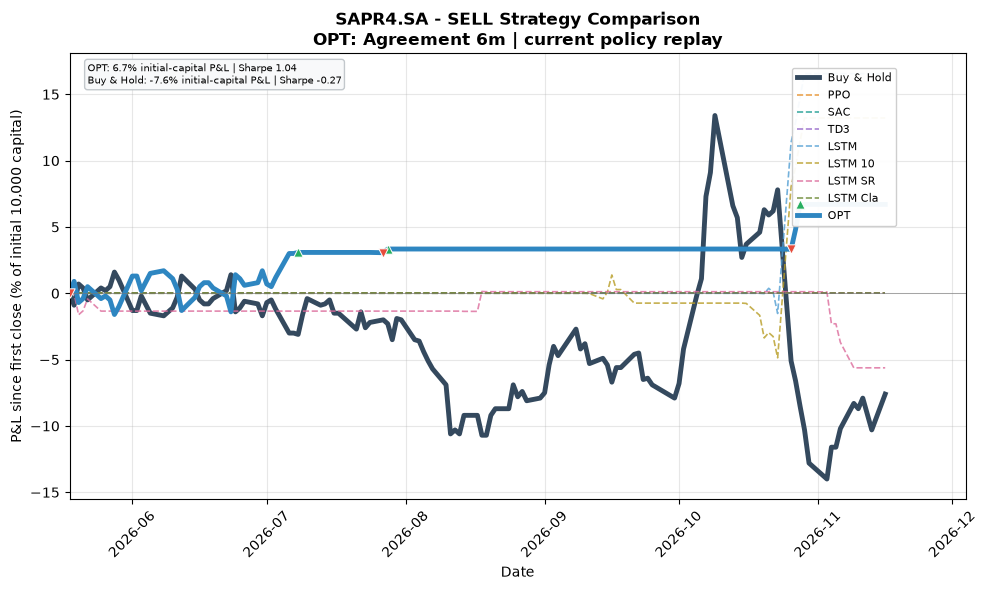 SAPR4.SA - SELL Strategy Comparison
OPT: Agreement 6m | current policy replay
OPT: 6.7% initial-capital P&L | Sharpe 1.04
Buy & Hold: -7.6% initial-capital P&L | Sharpe -0.27
Buy & Hold
PPO
SAC
TD3
LSTM
LSTM 10
LSTM SR
LSTM Cla
OPT
P&L since first close (% of initial 10,000 capital)
15
10
5
0
−5
−10
−15
2026-06
2026-07
2026-08
2026-09
2026-10
2026-11
2026-12
Date